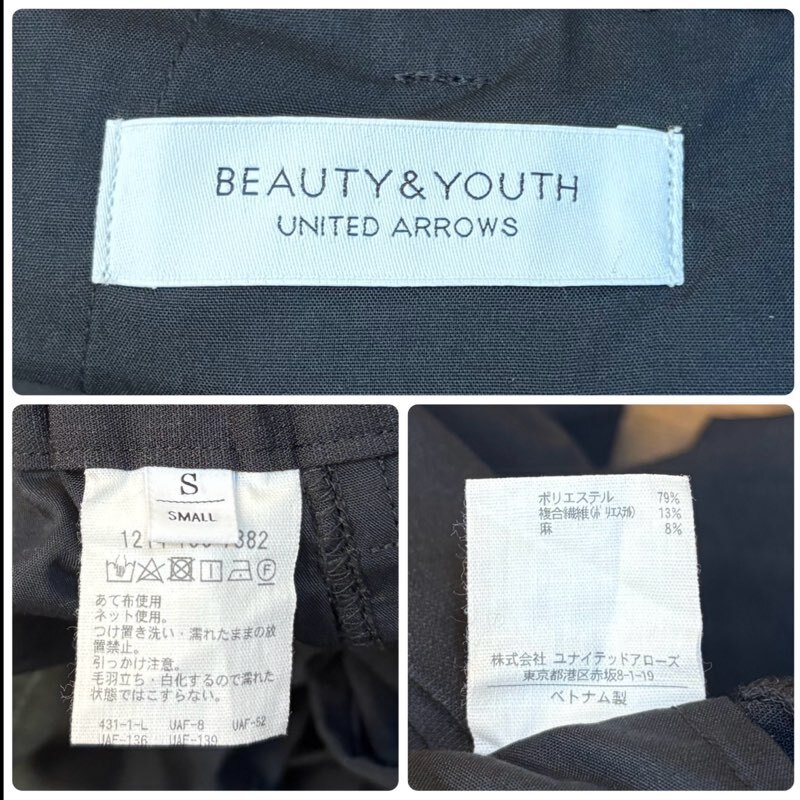 BEAUTY&YOUTH
UNITED ARROWS
S
SMALL
382
あて布使用
ネット使用。
つけ置き洗い・濡れたままの放
置禁止。
引っかけ注意。
毛羽立ち・白化するので濡れた
状態ではこすらない。
431-1-L UAF-8 UAF-52
UAF-136 UAF-139
ポリエステル 79%
複合繊維(ポリエステル) 13%
麻 8%
株式会社 ユナイテッドアローズ
東京都港区赤坂8-1-19
ベトナム製